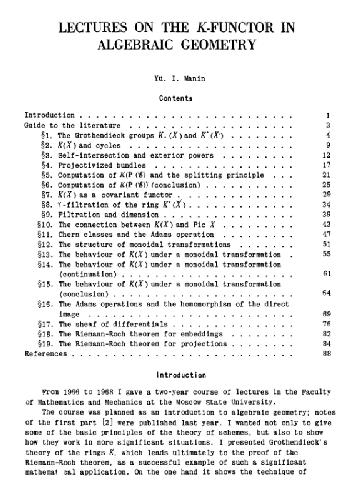 LECTURES ON THE K-FUNCTOR IN
ALGEBRAIC GEOMETRY
Yu. I. Manin
Contents
Introduction . . . . . . . . . . . . . . . . . . . . . . . . 1
Guide to the literature . . . . . . . . . . . . . . . . . . . 3
§1. The Grothendieck groups K.(X) and K˙(X) . . . . . . . . 4
§2. K(X) and cycles . . . . . . . . . . . . . . . . . . . . 9
§3. Self-intersection and exterior powers . . . . . . . . . 12
§4. Projectivized bundles . . . . . . . . . . . . . . . . . 17
§5. Computation of K(P(E)) and the splitting principle . . . 21
§6. Computation of K(P(E)) (conclusion) . . . . . . . . . . 25
§7. K(X) as a covariant functor . . . . . . . . . . . . . . 29
§8. γ-filtration of the ring K˙(X) . . . . . . . . . . . . . 34
§9. Filtration and dimension . . . . . . . . . . . . . . . . 39
§10. The connection between K(X) and Pic X . . . . . . . . . 43
§11. Chern classes and the Adams operation . . . . . . . . . 47
§12. The structure of monoidal transformations . . . . . . . 51
§13. The behaviour of K(X) under a monoidal transformation . 55
§14. The behaviour of K(X) under a monoidal transformation
(continuation) . . . . . . . . . . . . . . . . . . . . 61
§15. The behaviour of K(X) under a monoidal transformation
(conclusion) . . . . . . . . . . . . . . . . . . . . . 64
§16. The Adams operations and the homomorphism of the direct
image . . . . . . . . . . . . . . . . . . . . . . . . 69
§17. The sheaf of differentials . . . . . . . . . . . . . . 76
§18. The Riemann-Roch theorem for embeddings . . . . . . . . 82
§19. The Riemann-Roch theorem for projections . . . . . . . 84
References . . . . . . . . . . . . . . . . . . . . . . . . . 88
Introduction
From 1966 to 1968 I gave a two-year course of lectures in the Faculty
of Mathematics and Mechanics at the Moscow State University.
The course was planned as an introduction to algebraic geometry; notes
of the first part [2] were published last year. I wanted not only to give
some of the basic principles of the theory of schemes, but also to show
how they work in more significant situations. I presented Grothendieck's
theory of the rings K, which leads ultimately to the proof of the
Riemann-Roch theorem, as a successful example of such a significant
mathemat cal application. On the one hand it shows the technique of